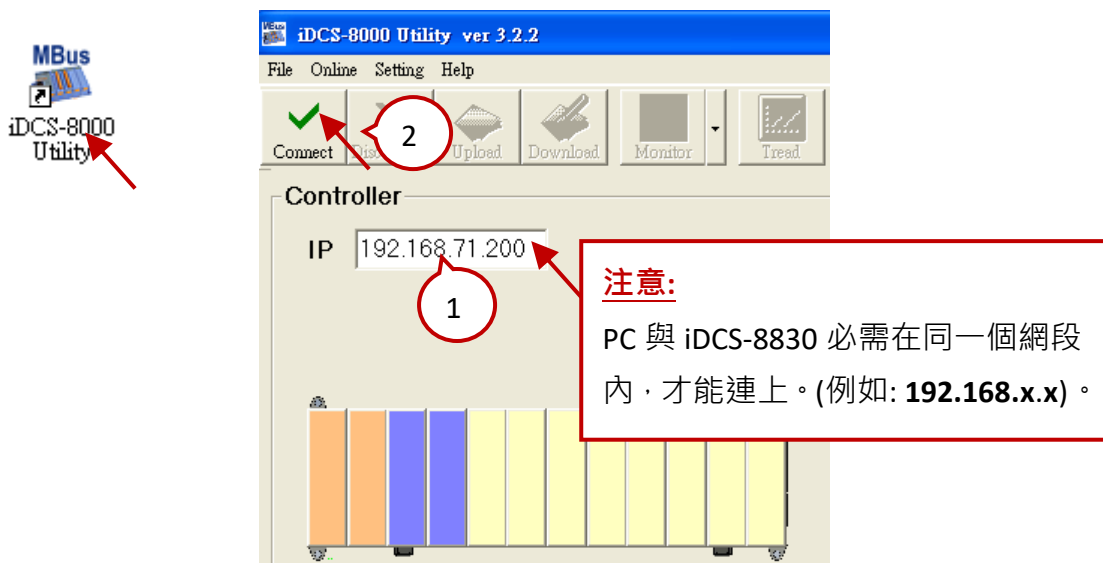 MBus
iDCS-8000
Utility
MBus
iDCS-8000 Utility ver 3.2.2
File Online Setting Help
2
Connect Upload Download Monitor Tread
Controller
IP 192.168.71.200
1
注意:
PC 與 iDCS-8830 必需在同一個網段
內，才能連上。(例如: 192.168.x.x)。